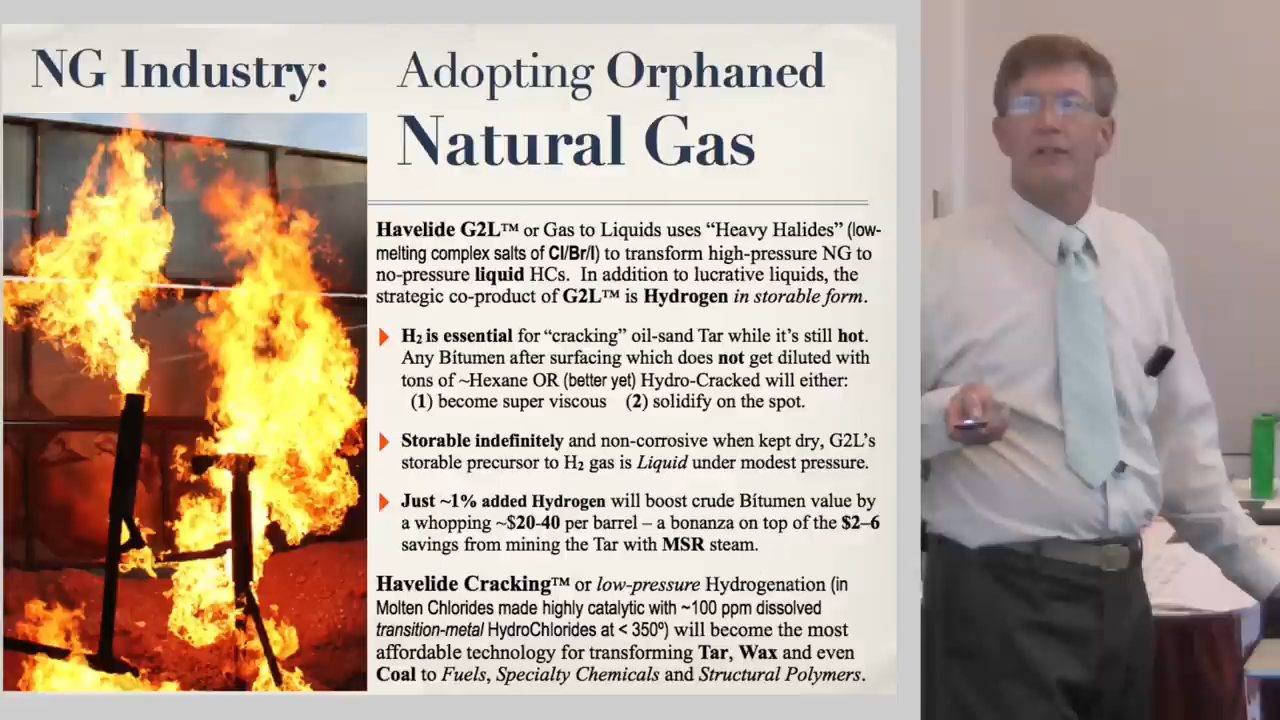 NG Industry:
Adopting Orphaned
Natural Gas
Havelide G2L™ or Gas to Liquids uses “Heavy Halides” (low-
melting complex salts of Cl/Br/I) to transform high-pressure NG to
no-pressure liquid HCs. In addition to lucrative liquids, the
strategic co-product of G2L™ is Hydrogen in storable form.
H₂ is essential for “cracking” oil-sand Tar while it’s still hot.
Any Bitumen after surfacing which does not get diluted with
tons of ~Hexane OR (better yet) Hydro-Cracked will either:
(1) become super viscous (2) solidify on the spot.
Storable indefinitely and non-corrosive when kept dry, G2L’s
storable precursor to H₂ gas is Liquid under modest pressure.
Just ~1% added Hydrogen will boost crude Bitumen value by
a whopping ~$20-40 per barrel – a bonanza on top of the $2–6
savings from mining the Tar with MSR steam.
Havelide Cracking™ or low-pressure Hydrogenation (in
Molten Chlorides made highly catalytic with ~100 ppm dissolved
transition-metal HydroChlorides at < 350º) will become the most
affordable technology for transforming Tar, Wax and even
Coal to Fuels, Specialty Chemicals and Structural Polymers.